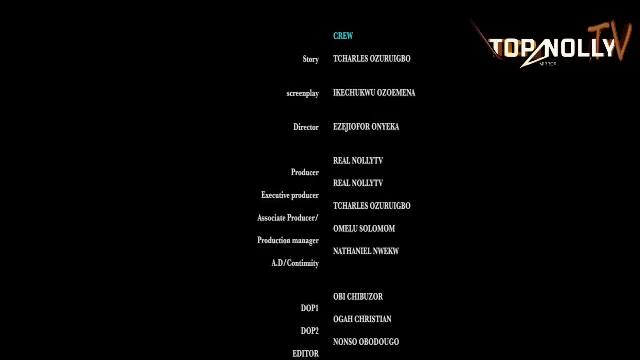 CREW
Story TCHARLES OZURUIGBO
screenplay IKECHUKWU OZOEMENA
Director EZEJIOFOR ONYEKA
REAL NOLLYTV
Producer
REAL NOLLYTV
Executive producer
TCHARLES OZURUIGBO
Associate Producer/
OMELU SOLOMOM
Production manager
NATHANIEL NWEKW
A.D/Continuity
OBI CHIBUZOR
DOP1
OGAH CHRISTIAN
DOP2
NONSO OBODOUGO
EDITOR
TOP NOLLY TV
MIRROR